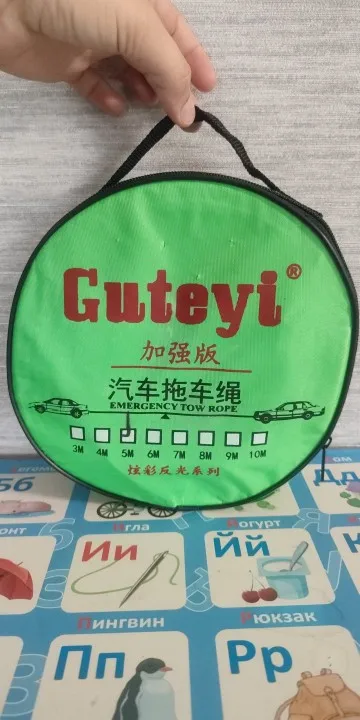 Guteyi®
加强版
汽车拖车绳
EMERGENCY TOW ROPE
3M 4M 5M 6M 7M 8M 9M 10M
炫彩反光系列
Ии
Игла
Йй
Йогурт
Пп
Пингвин
Рр
Рюкзак